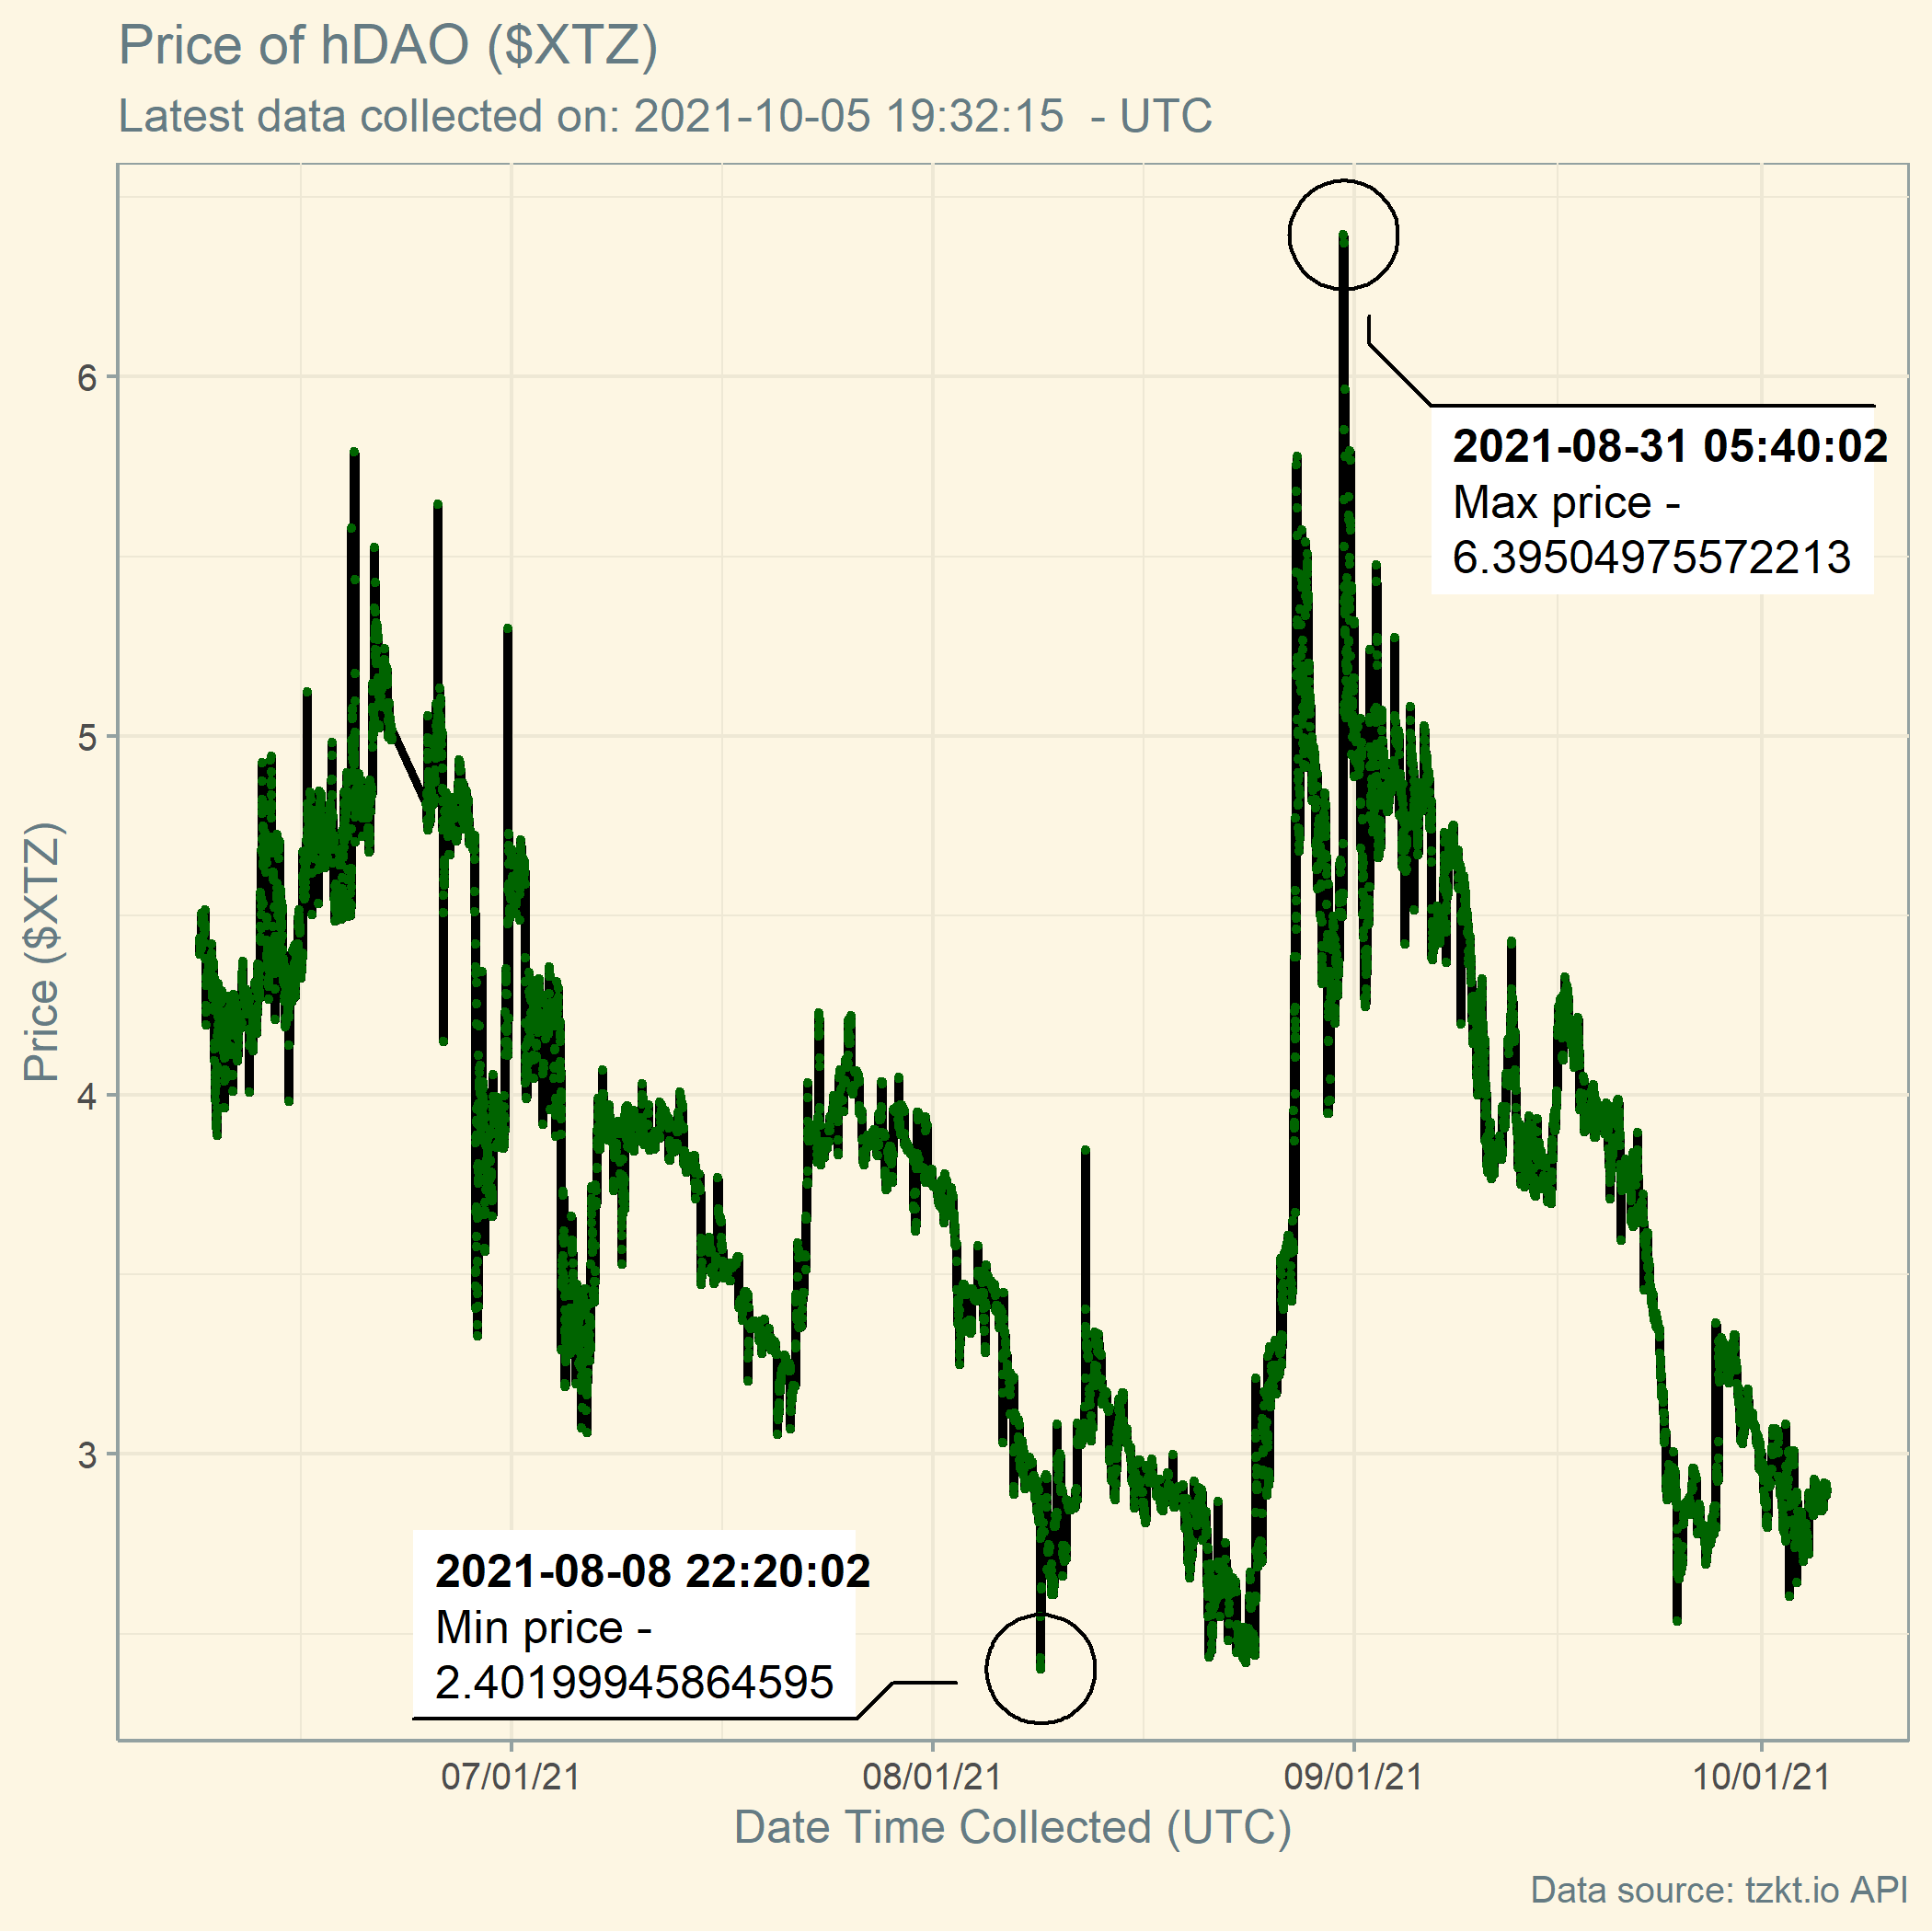 Price of hDAO ($XTZ)
Latest data collected on: 2021-10-05 19:32:15  - UTC
Price ($XTZ)
6
5
4
3
2021-08-31 05:40:02
Max price -
6.39504975572213
2021-08-08 22:20:02
Min price -
2.40199945864595
07/01/21
08/01/21
09/01/21
10/01/21
Date Time Collected (UTC)
Data source: tzkt.io API